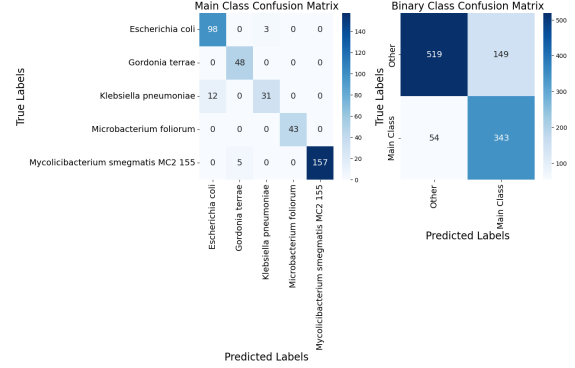 Main Class Confusion Matrix
True Labels
Escherichia coli
Gordonia terrae
Klebsiella pneumoniae
Microbacterium foliorum
Mycolicibacterium smegmatis MC2 155
98 0 3 0 0
0 48 0 0 0
12 0 31 0 0
0 0 0 43 0
0 5 0 0 157
Escherichia coli
Gordonia terrae
Klebsiella pneumoniae
Microbacterium foliorum
Mycolicibacterium smegmatis MC2 155
Predicted Labels
140
120
100
80
60
40
20
0
Binary Class Confusion Matrix
True Labels
Other
Main Class
519 149
54 343
Other
Main Class
Predicted Labels
500
400
300
200
100